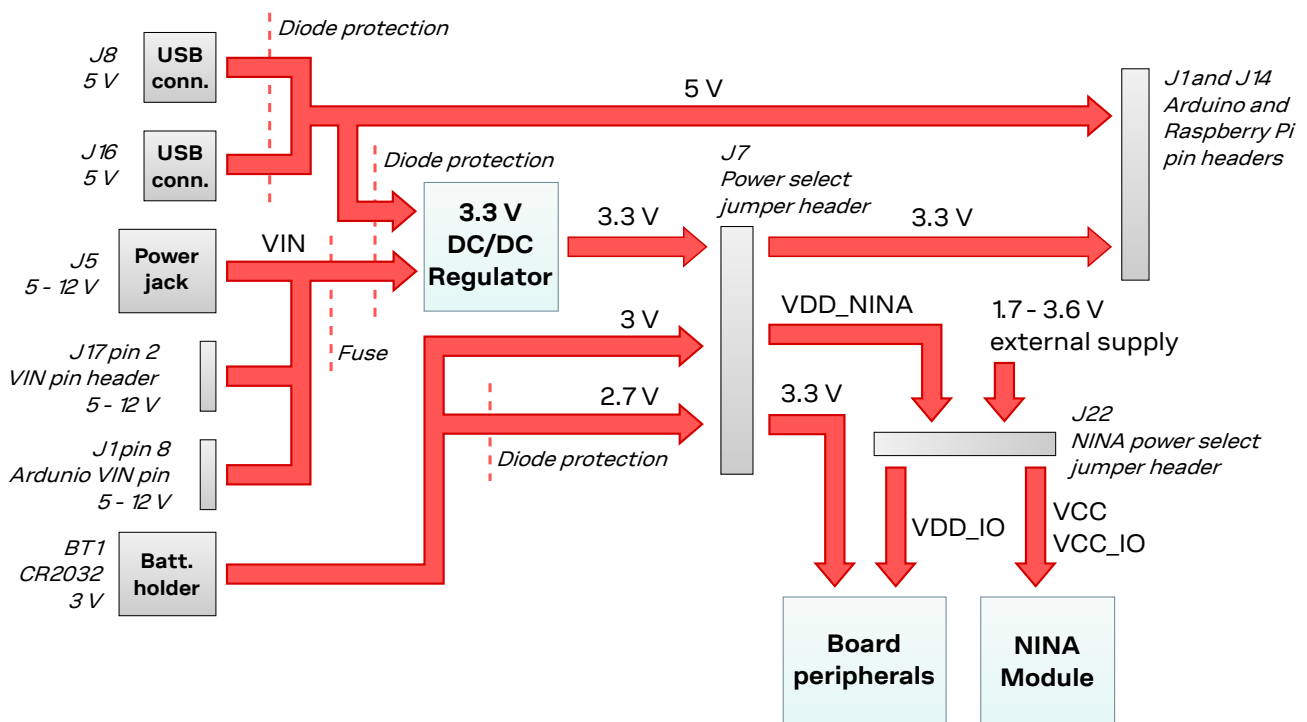 Diode protection
J8
5 V
USB
conn.
5 V
J1 and J14
Arduino and
Raspberry Pi
pin headers
J16
5 V
USB
conn.
Diode protection
J7
Power select
jumper header
3.3 V
DC/DC
Regulator
3.3 V
3.3 V
VIN
J5
5 - 12 V
Power
jack
VDD_NINA
1.7 - 3.6 V
external supply
3 V
Fuse
J17 pin 2
VIN pin header
5 - 12 V
2.7 V
3.3 V
J22
NINA power select
jumper header
Diode protection
J1 pin 8
Ardunio VIN pin
5 - 12 V
VDD_IO
VCC
VCC_IO
BT1
CR2032
3 V
Batt.
holder
Board
peripherals
NINA
Module